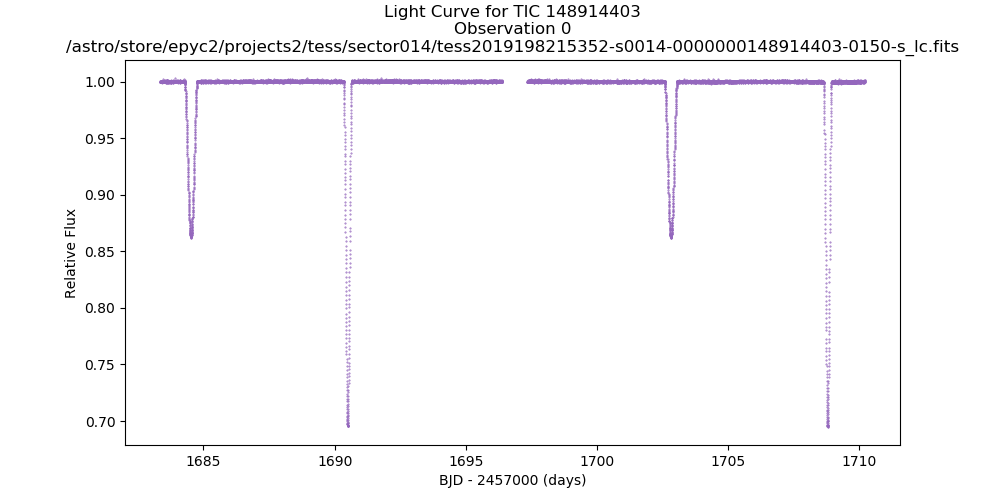 Light Curve for TIC 148914403
Observation 0
/astro/store/epyc2/projects2/tess/sector014/tess2019198215352-s0014-0000000148914403-0150-s_lc.fits
1.00
0.95
0.90
0.85
0.80
0.75
0.70
Relative Flux
1685
1690
1695
1700
1705
1710
BJD - 2457000 (days)